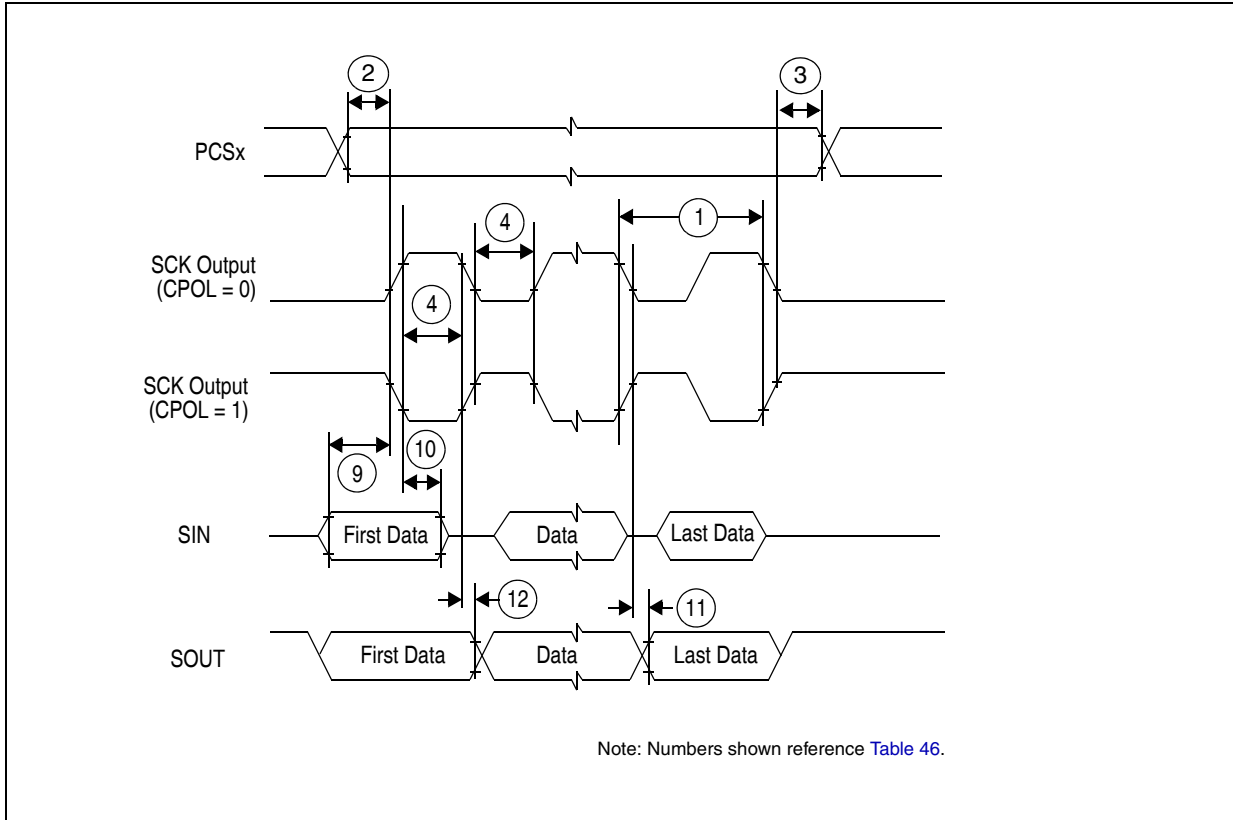 2
3
PCSx
4
1
SCK Output
(CPOL = 0)
4
SCK Output
(CPOL = 1)
9
10
SIN
First Data
Data
Last Data
12
11
SOUT
First Data
Data
Last Data
Note: Numbers shown reference Table 46.